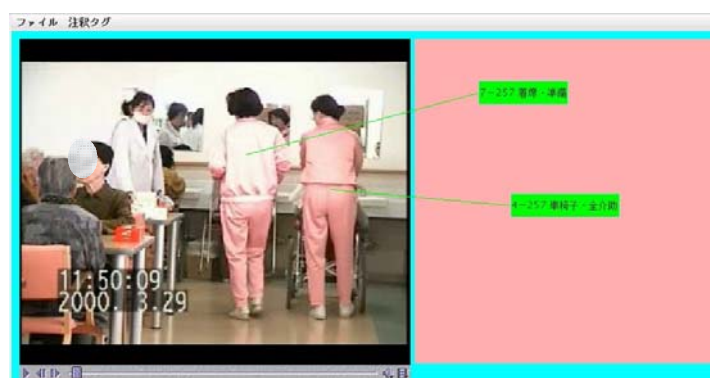 ファイル 注釈タグ
7-257 着席・準備
4-257 車椅子・全介助
11:50:09
2000. 3.29